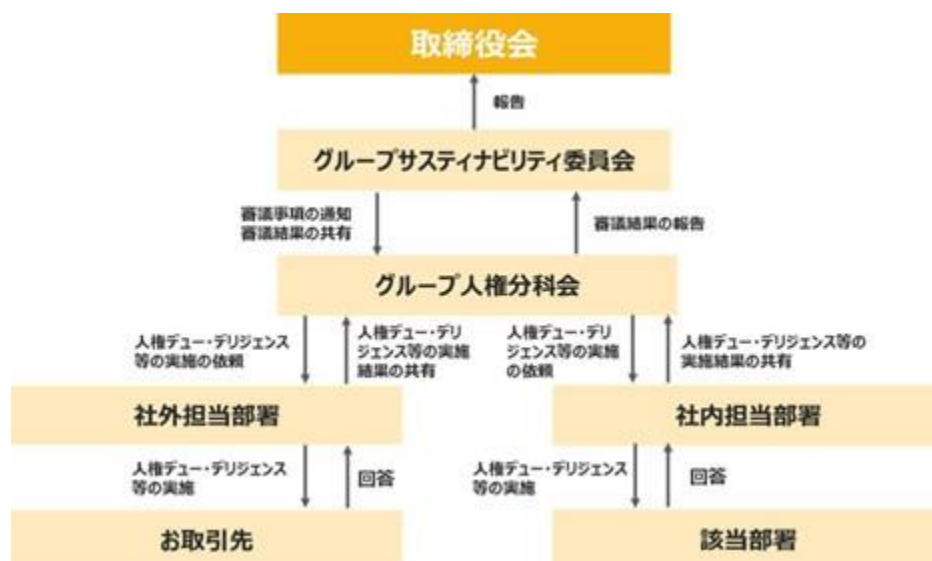 取締役会
報告
グループサスティナビリティ委員会
審議事項の通知
審議結果の共有
審議結果の報告
グループ人権分科会
人権デュー・デリジェンス
等の実施の依頼
人権デュー・デリ
ジェンス等の実施
結果の共有
人権デュー・デリ
ジェンス等の実施
の依頼
人権デュー・デリジェンス等の
実施結果の共有
社外担当部署
社内担当部署
人権デュー・デリジェンス
等の実施
回答
人権デュー・デリジェンス
等の実施
回答
お取引先
該当部署